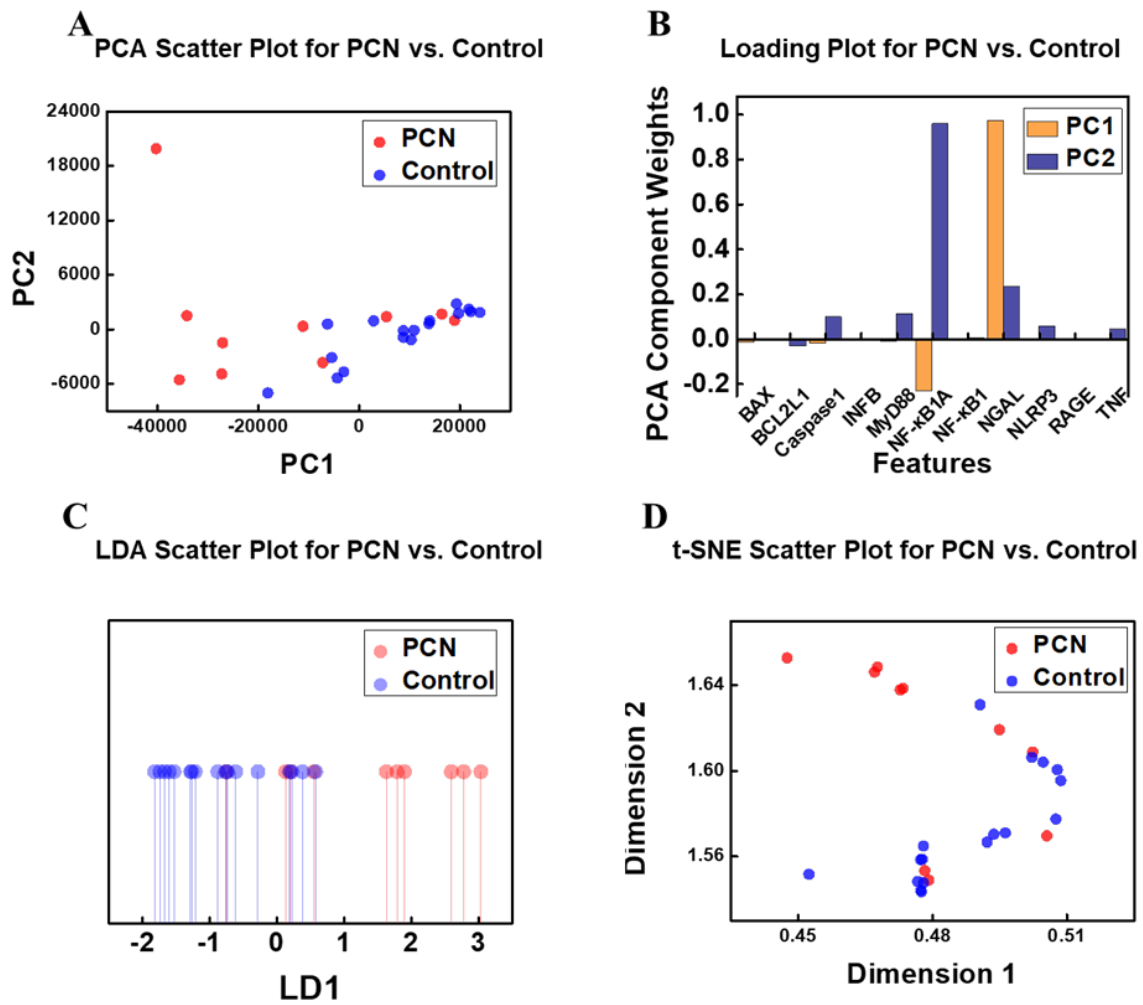 A
PCA Scatter Plot for PCN vs. Control
PCN
Control
24000
18000
12000
6000
0
-6000
PC2
-40000
-20000
0
20000
PC1
B
Loading Plot for PCN vs. Control
PC1
PC2
1.0
0.8
0.6
0.4
0.2
0.0
-0.2
PCA Component Weights
BAX
BCL2L1
Caspase1
INFB
MyD88
NF-κB1A
NF-κB1
NGAL
NLRP3
RAGE
TNF
Features
C
LDA Scatter Plot for PCN vs. Control
PCN
Control
-2
-1
0
1
2
3
LD1
D
t-SNE Scatter Plot for PCN vs. Control
PCN
Control
1.64
1.60
1.56
Dimension 2
0.45
0.48
0.51
Dimension 1